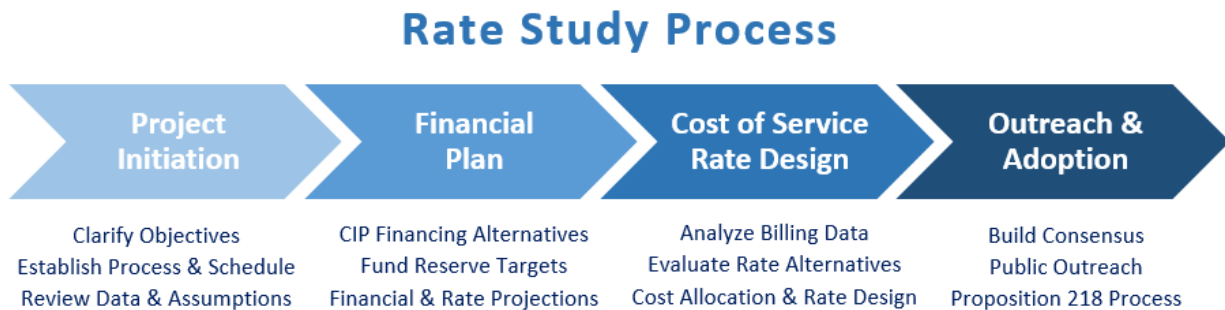 Rate Study Process
Project
Initiation
Financial
Plan
Cost of Service
Rate Design
Outreach &
Adoption
Clarify Objectives
Establish Process & Schedule
Review Data & Assumptions
CIP Financing Alternatives
Fund Reserve Targets
Financial & Rate Projections
Analyze Billing Data
Evaluate Rate Alternatives
Cost Allocation & Rate Design
Build Consensus
Public Outreach
Proposition 218 Process